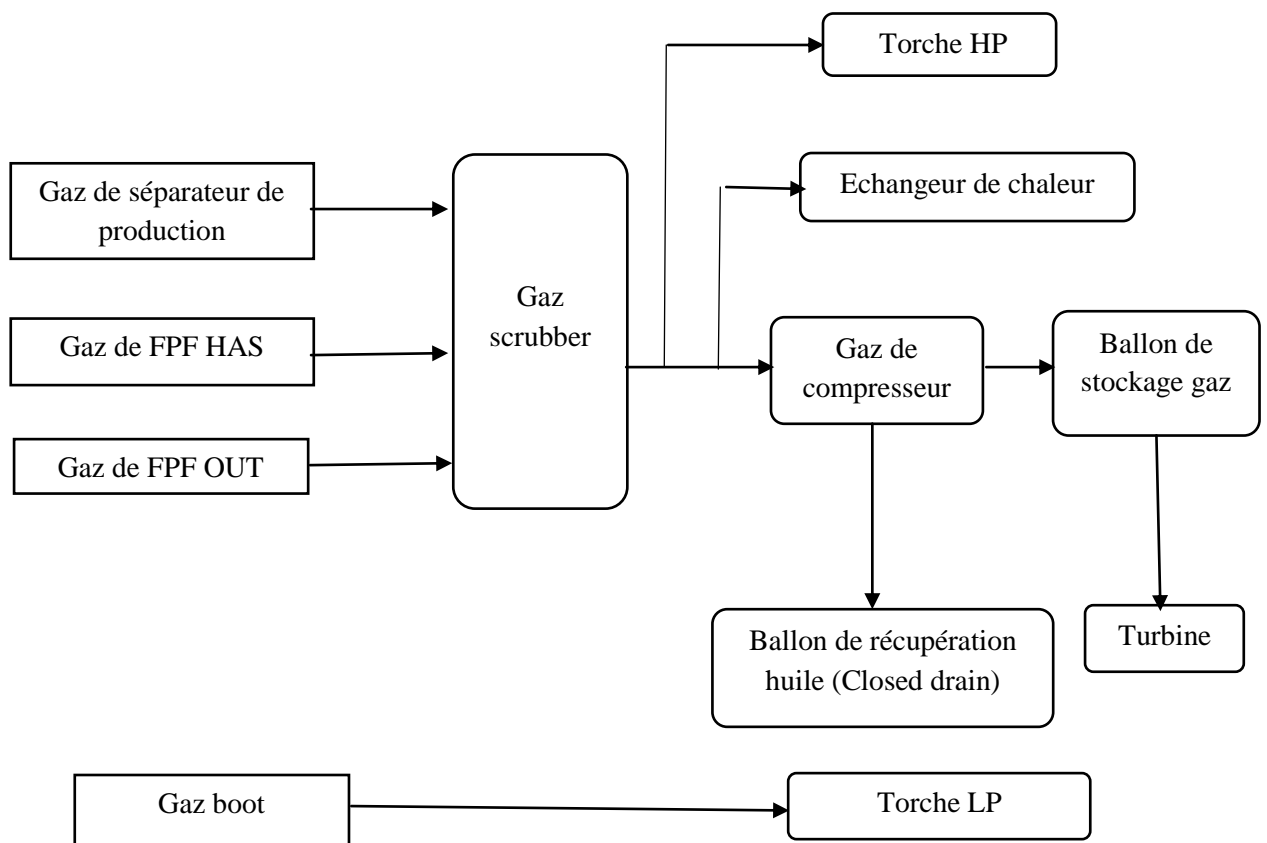 Torche HP
Echangeur de chaleur
Gaz de séparateur de
production
Gaz
scrubber
Gaz de FPF HAS
Gaz de
compresseur
Ballon de
stockage gaz
Gaz de FPF OUT
Ballon de récupération
huile (Closed drain)
Turbine
Gaz boot
Torche LP